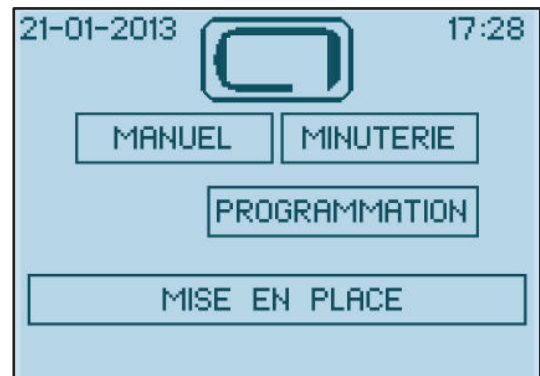 21-01-2013 17:28
MANUEL MINUTERIE
PROGRAMMATION
MISE EN PLACE